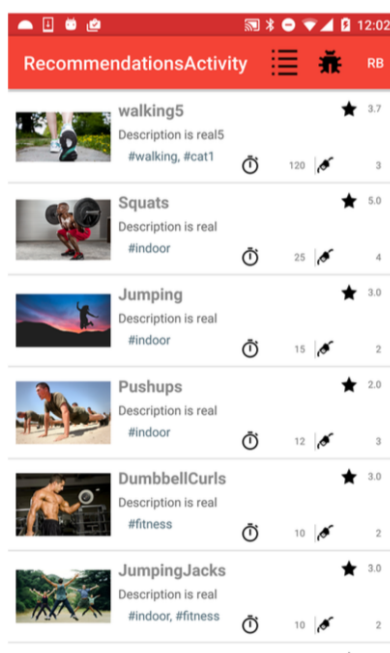 12:02
RecommendationsActivity RB
walking5 3.7
Description is real5
#walking, #cat1
120 3
Squats 5.0
Description is real
#indoor
25 4
Jumping 3.0
Description is real
#indoor
15 2
Pushups 2.0
Description is real
#indoor
12 3
DumbbellCurls 3.0
Description is real
#fitness
10 2
JumpingJacks 3.0
Description is real
#indoor, #fitness
10 2